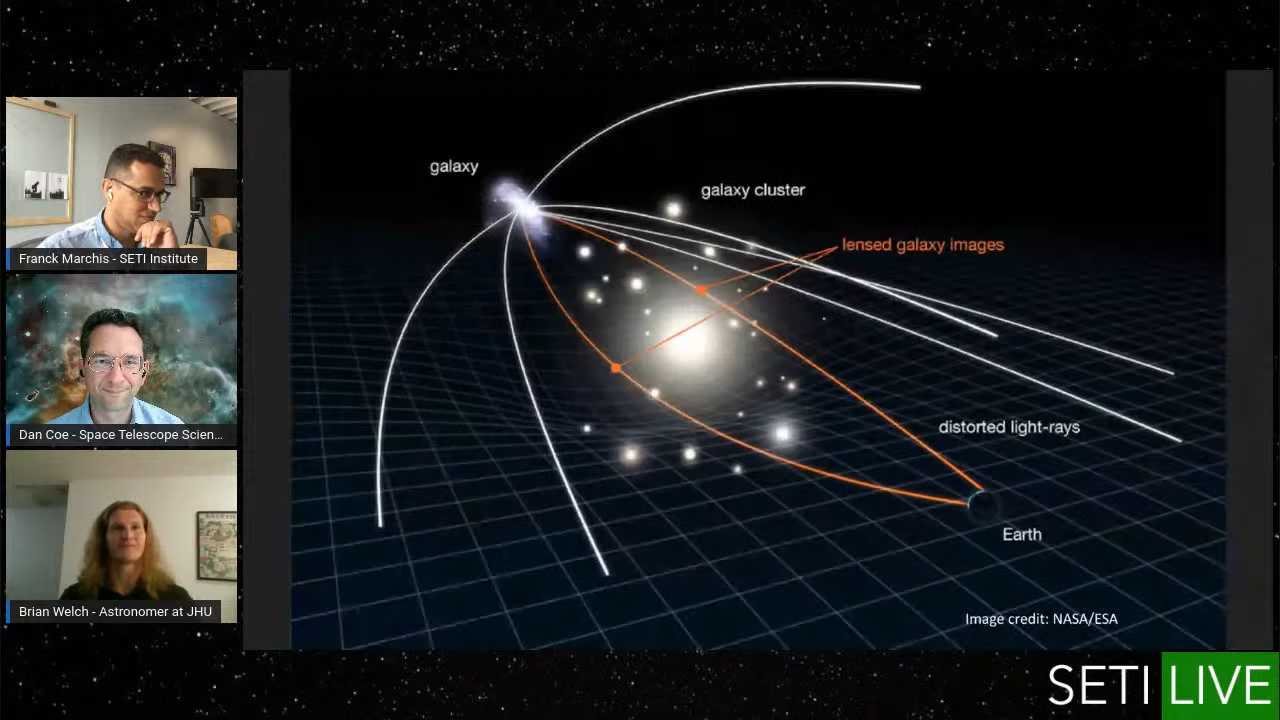 Franck Marchis - SETI Institute
Dan Coe - Space Telescope Scien...
Brian Welch - Astronomer at JHU
galaxy
galaxy cluster
lensed galaxy images
distorted light-rays
Earth
Image credit: NASA/ESA
SETI LIVE